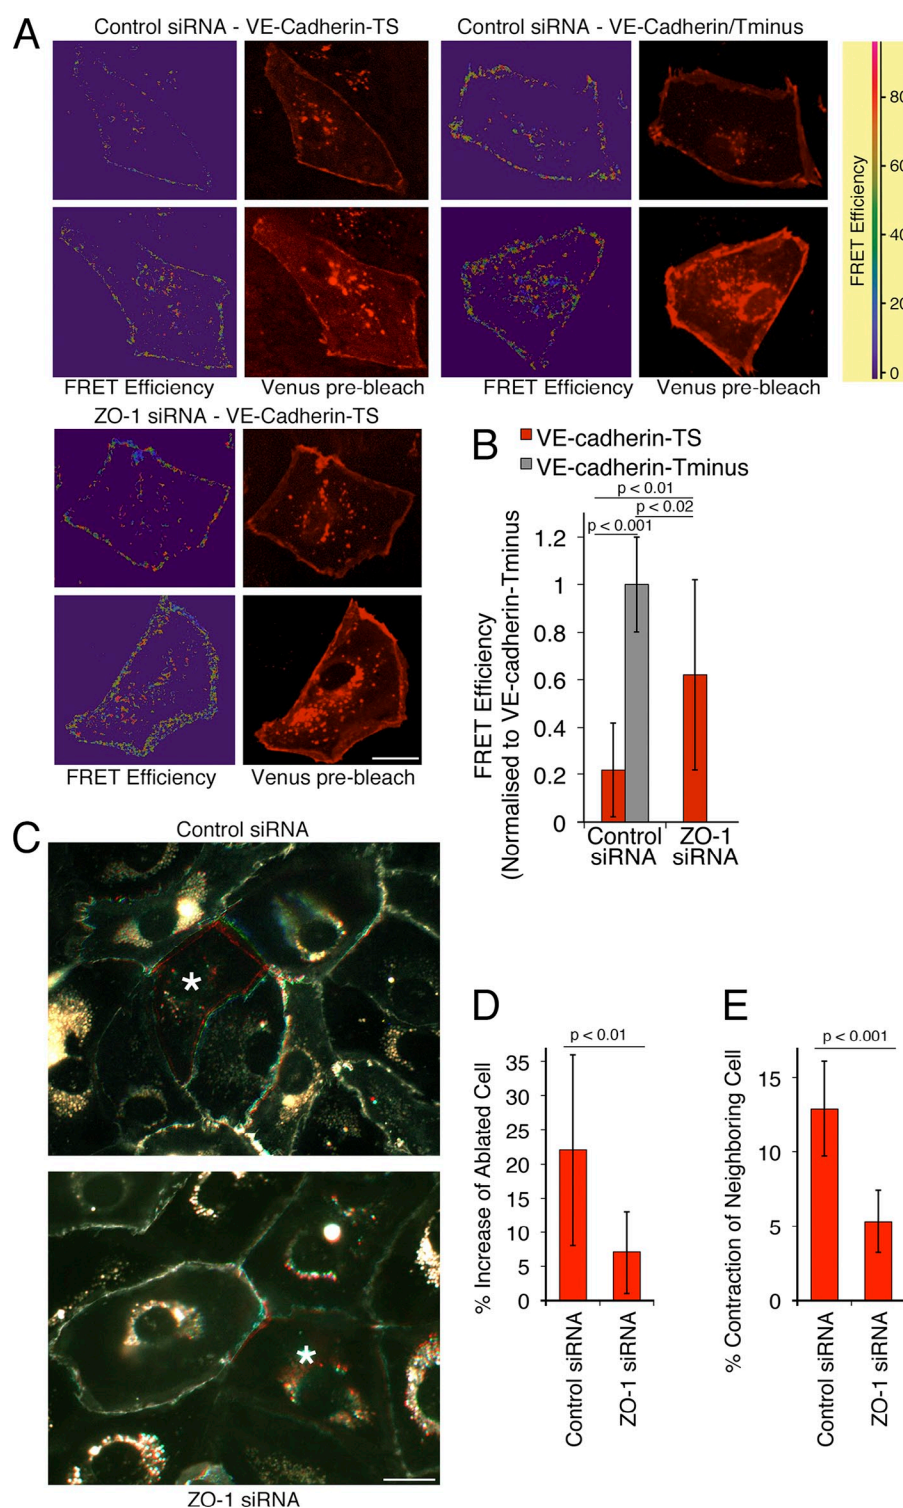 A
Control siRNA - VE-Cadherin-TS
Control siRNA - VE-Cadherin/Tminus
FRET Efficiency
80
60
40
20
0
FRET Efficiency
Venus pre-bleach
FRET Efficiency
Venus pre-bleach
ZO-1 siRNA - VE-Cadherin-TS
FRET Efficiency
Venus pre-bleach
B
VE-cadherin-TS
VE-cadherin-Tminus
p < 0.01
p < 0.02
p < 0.001
FRET Efficiency
(Normalised to VE-cadherin-Tminus
1.2
1
0.8
0.6
0.4
0.2
0
Control
siRNA
ZO-1
siRNA
C
Control siRNA
*
*
ZO-1 siRNA
D
p < 0.01
% Increase of Ablated Cell
35
30
25
20
15
10
5
0
Control siRNA
ZO-1 siRNA
E
p < 0.001
% Contraction of Neighboring Cell
15
10
5
0
Control siRNA
ZO-1 siRNA